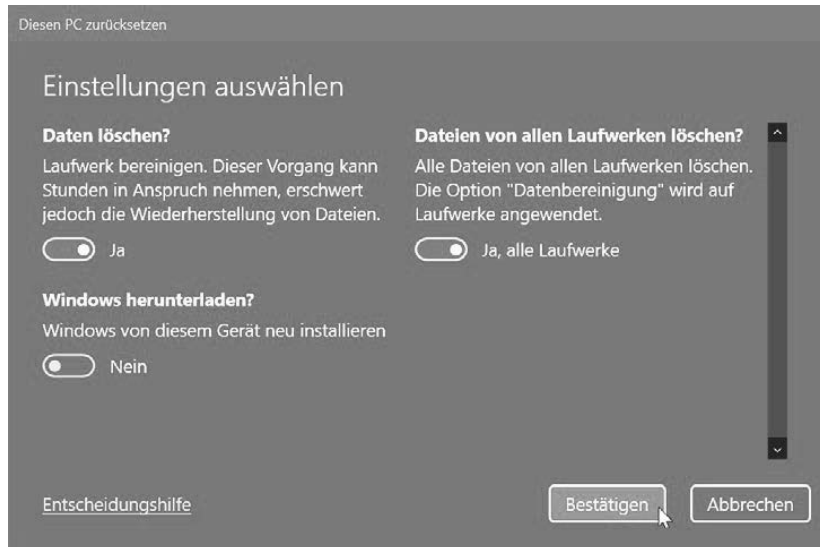 Diesen PC zurücksetzen
Einstellungen auswählen
Daten löschen?
Laufwerk bereinigen. Dieser Vorgang kann
Stunden in Anspruch nehmen, erschwert
jedoch die Wiederherstellung von Dateien.
Ja
Windows herunterladen?
Windows von diesem Gerät neu installieren
Nein
Dateien von allen Laufwerken löschen?
Alle Dateien von allen Laufwerken löschen.
Die Option "Datenbereinigung" wird auf
Laufwerke angewendet.
Ja, alle Laufwerke
Entscheidungshilfe
Bestätigen
Abbrechen